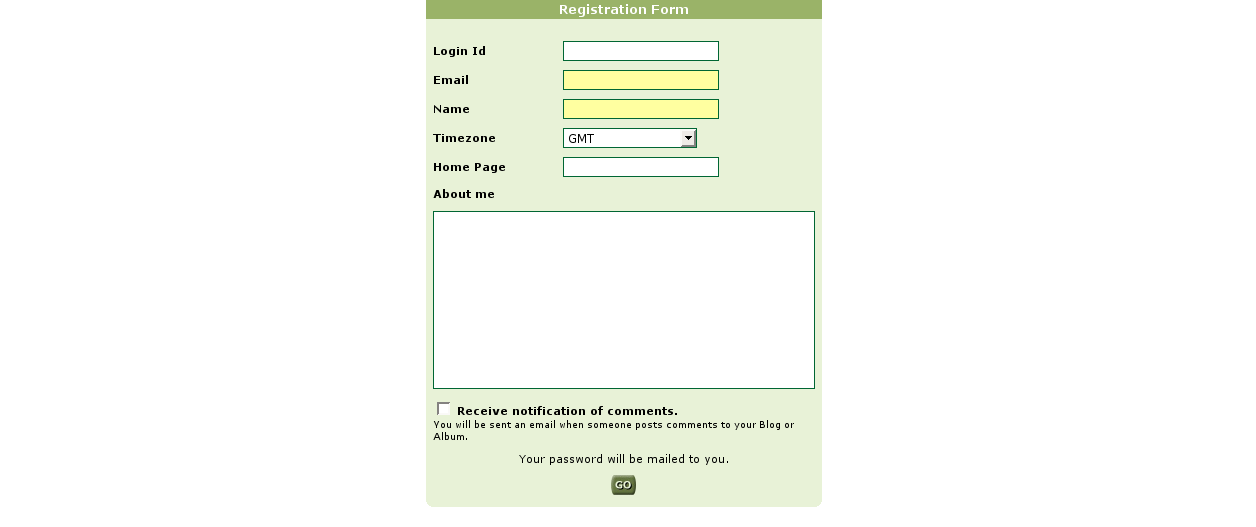 Registration Form
Login Id
Email
Name
Timezone GMT
Home Page
About me
Receive notification of comments.
You will be sent an email when someone posts comments to your Blog or
Album.
Your password will be mailed to you.
GO